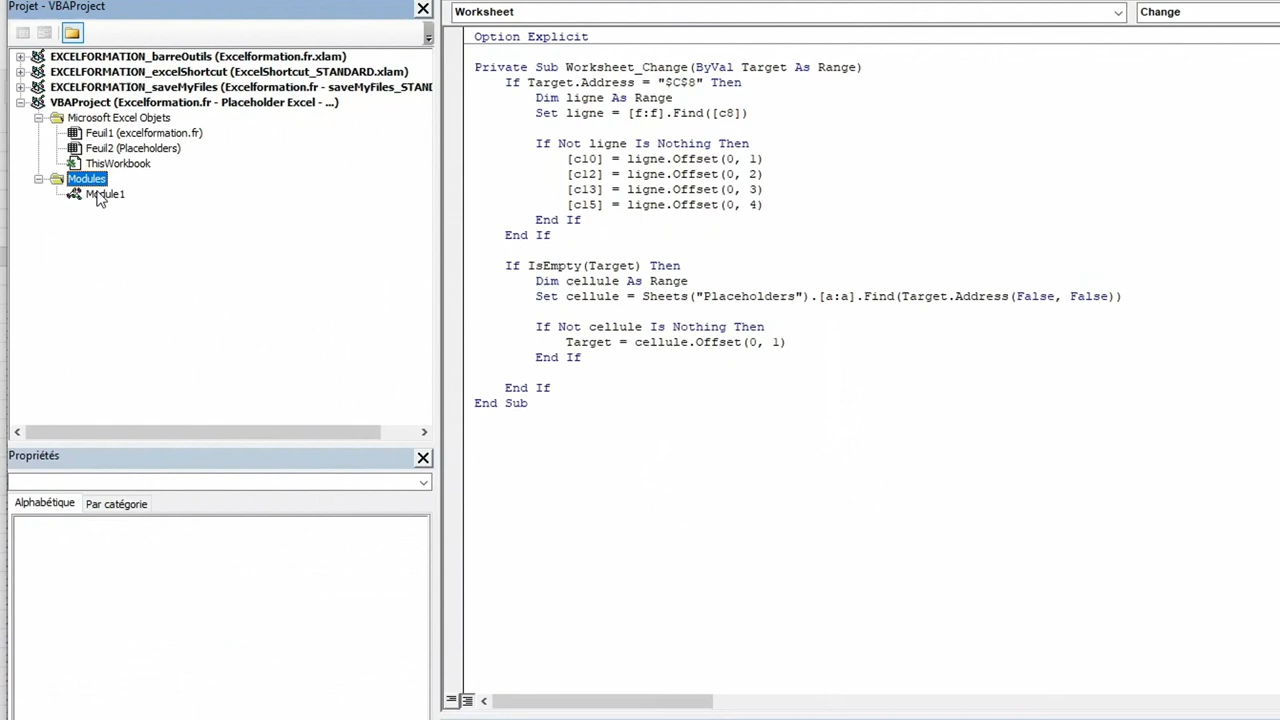 Projet - VBAProject
EXCELFORMATION_barreOutils (Excelformation.fr.xlam)
EXCELFORMATION_excelShortcut (ExcelShortcut_STANDARD.xlam)
EXCELFORMATION_saveMyFiles (Excelformation.fr - saveMyFiles_STAND
VBAProject (Excelformation.fr - Placeholder Excel - ...)
Microsoft Excel Objets
Feuil1 (excelformation.fr)
Feuil2 (Placeholders)
ThisWorkbook
Modules
Module1
Propriétés
Alphabétique
Par catégorie
Worksheet
Change
Option Explicit
Private Sub Worksheet_Change(ByVal Target As Range)
If Target.Address = "$C$8" Then
Dim ligne As Range
Set ligne = [f:f].Find([c8])
If Not ligne Is Nothing Then
[c10] = ligne.Offset(0, 1)
[c12] = ligne.Offset(0, 2)
[c13] = ligne.Offset(0, 3)
[c15] = ligne.Offset(0, 4)
End If
End If
If IsEmpty(Target) Then
Dim cellule As Range
Set cellule = Sheets("Placeholders").[a:a].Find(Target.Address(False, False))
If Not cellule Is Nothing Then
Target = cellule.Offset(0, 1)
End If
End If
End Sub